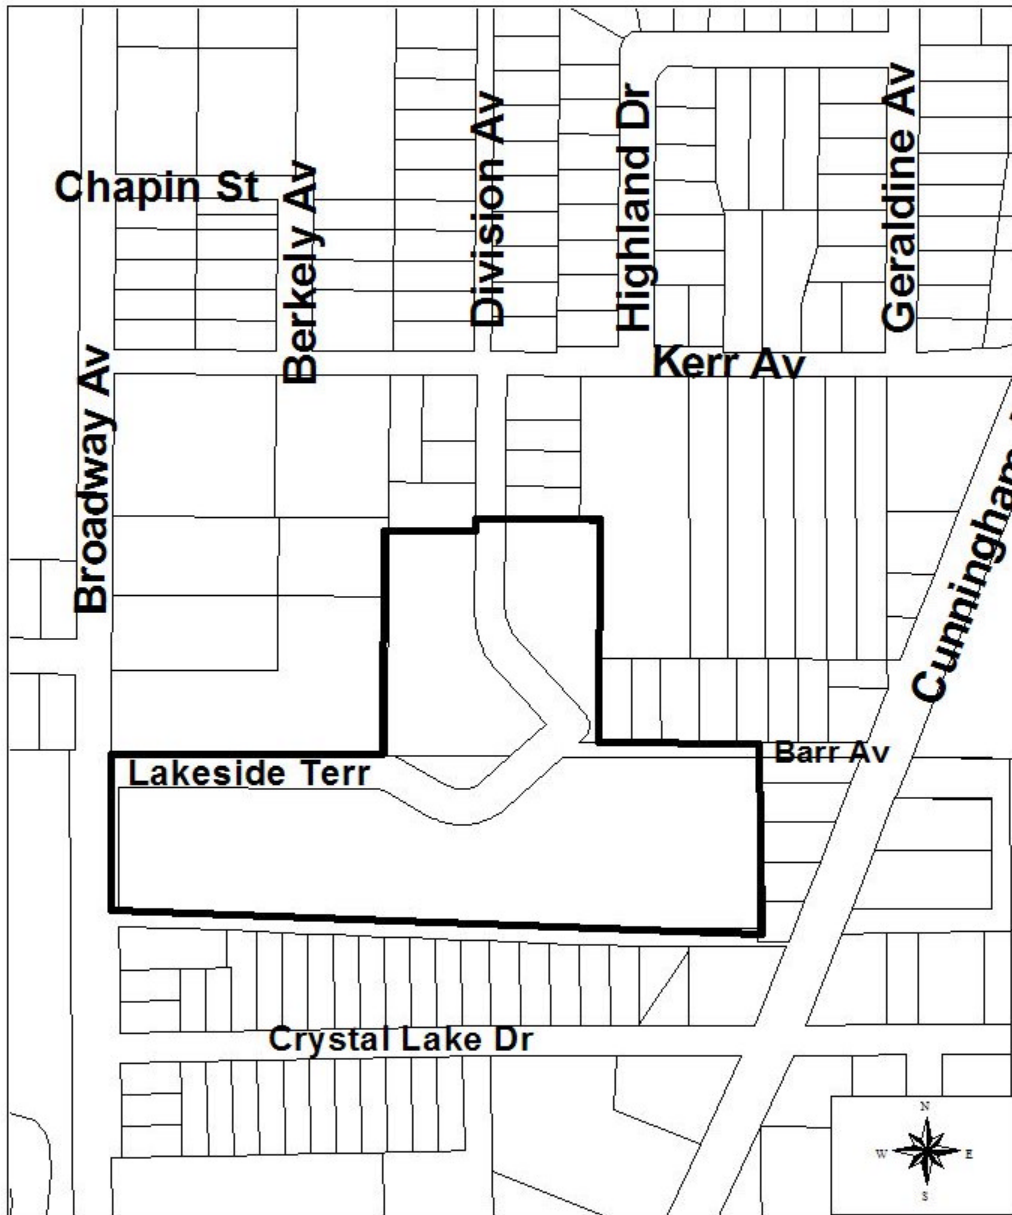 Chapin St
Berkely Av
Division Av
Highland Dr
Geraldine Av
Kerr Av
Broadway Av
Cunningham
Lakeside Terr
Barr Av
Crystal Lake Dr
N
W
E
S